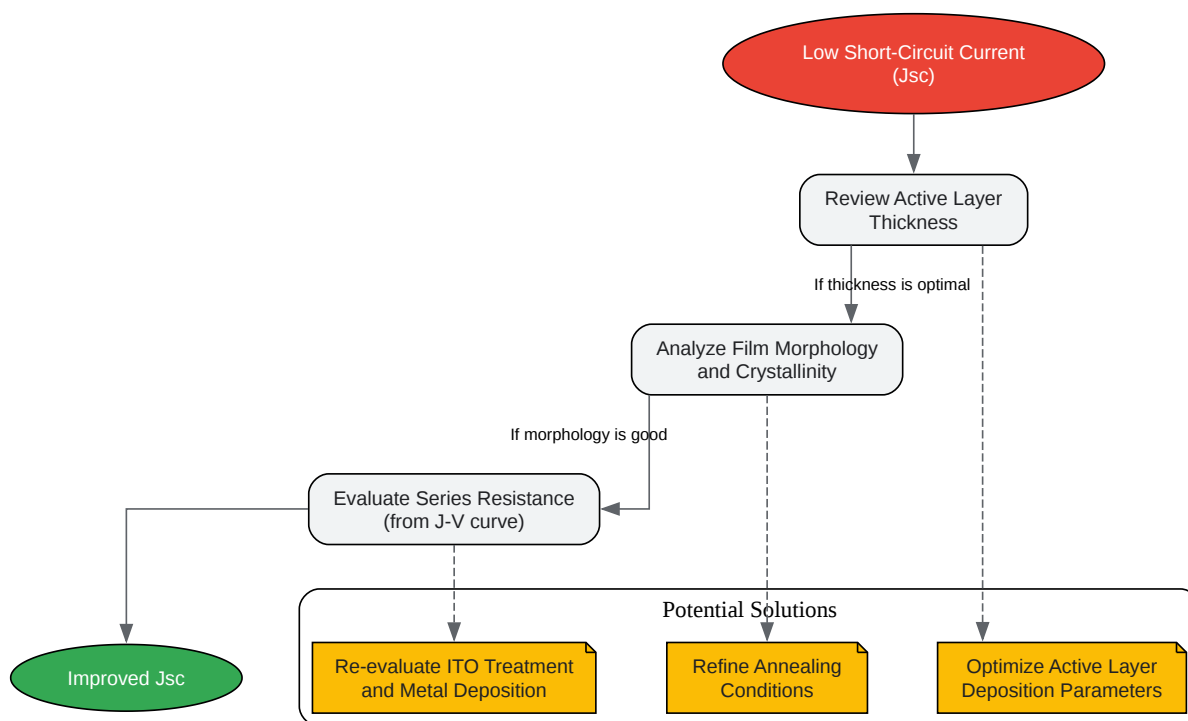 Low Short-Circuit Current
(Jsc)
Review Active Layer
Thickness
If thickness is optimal
Analyze Film Morphology
and Crystallinity
If morphology is good
Evaluate Series Resistance
(from J-V curve)
Potential Solutions
Improved Jsc
Re-evaluate ITO Treatment
and Metal Deposition
Refine Annealing
Conditions
Optimize Active Layer
Deposition Parameters